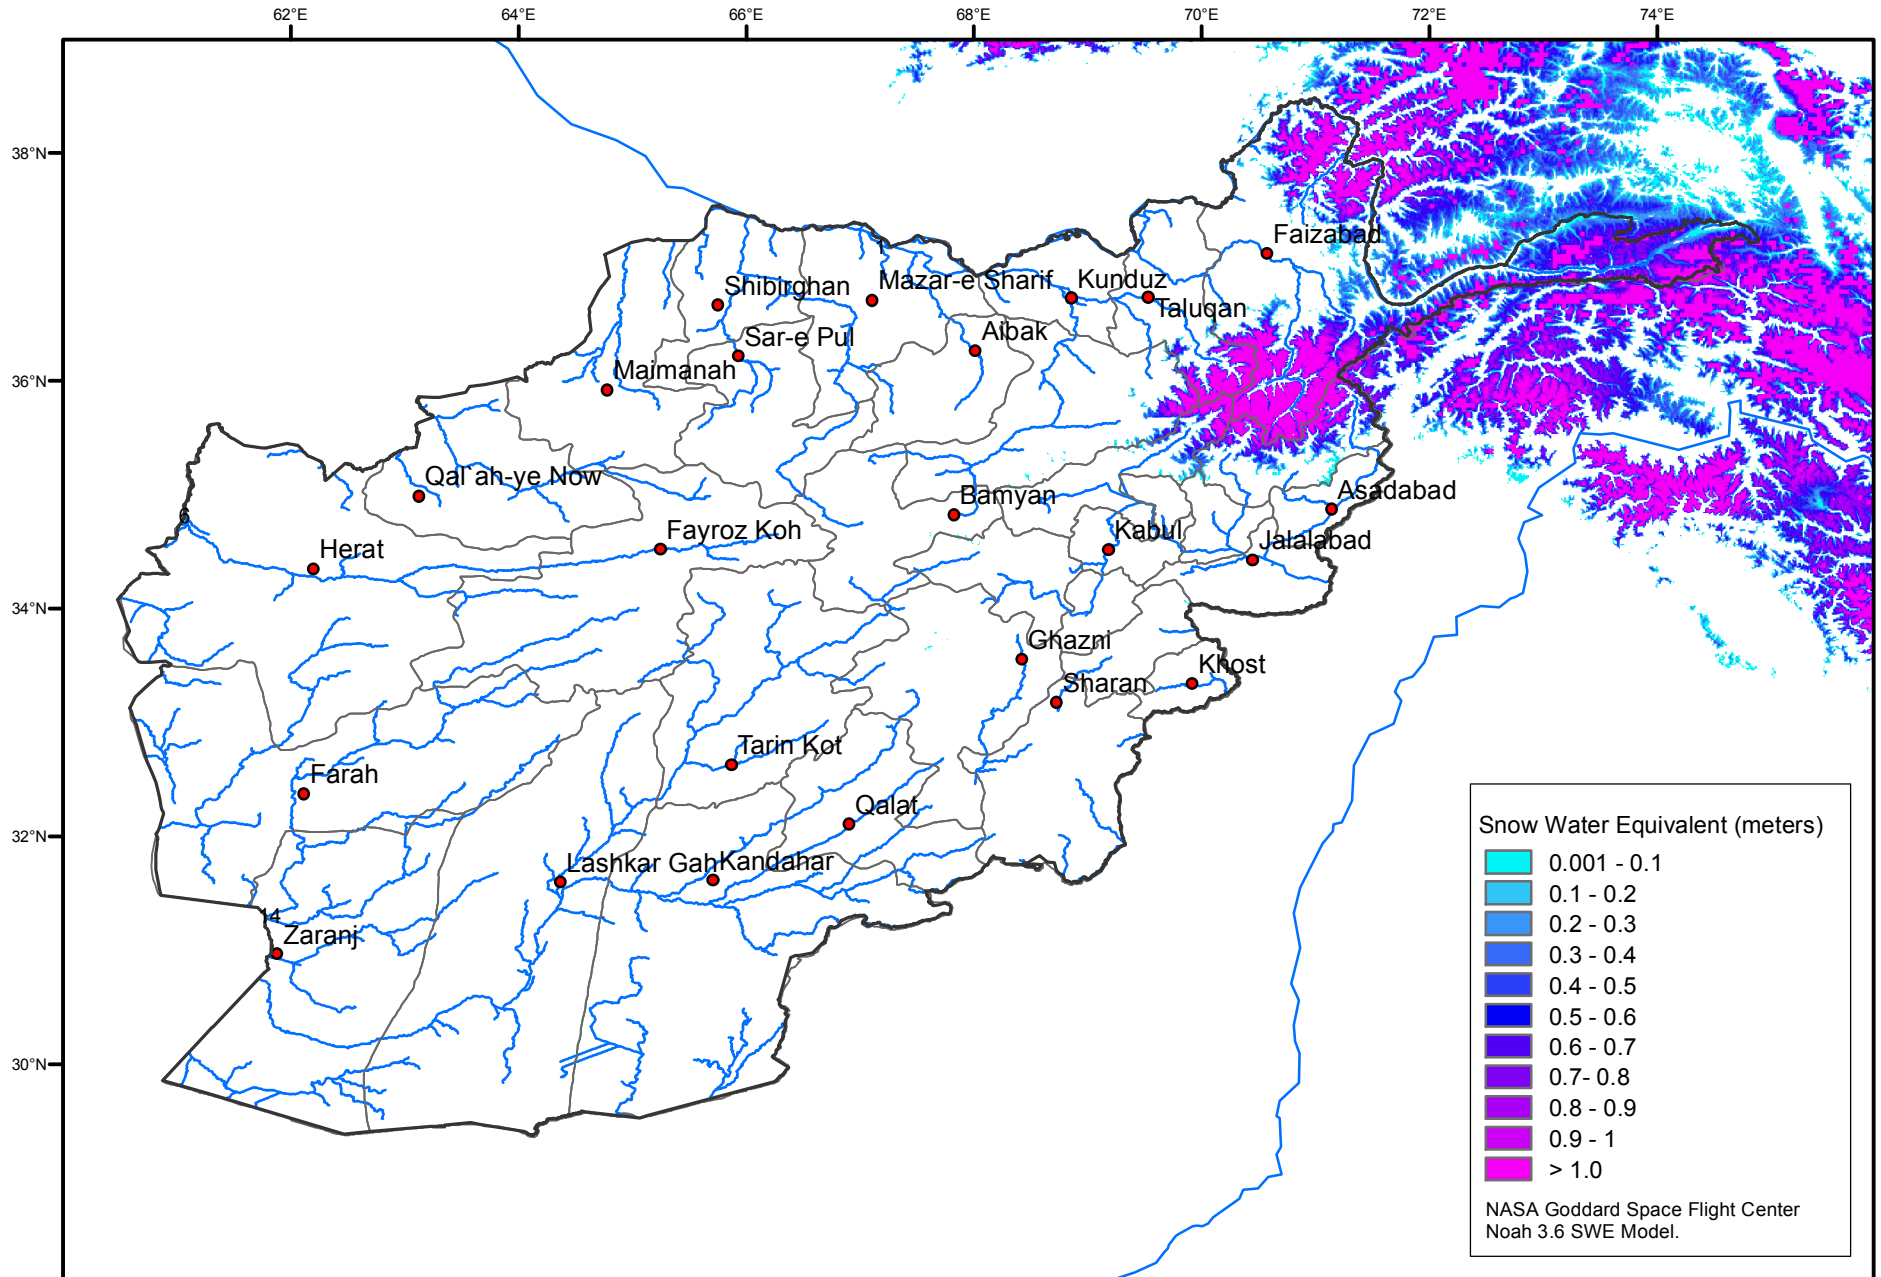 62°E 64°E 66°E 68°E 70°E 72°E 74°E
38°N
36°N
34°N
32°N
30°N
Faizabad
1
Mazar-e Sharif
Kunduz
Shibirghan
Taluqan
Sar-e Pul
Aibak
Maimanah
Qal`ah-ye Now
Bamyan
Asadabad
6
Fayroz Koh
Kabul
Herat
Jalalabad
Ghazni
Khost
Sharan
Tarin Kot
Farah
Qalat
Lashkar Gah
Kandahar
14
Zaranj
Snow Water Equivalent (meters)
0.001 - 0.1
0.1 - 0.2
0.2 - 0.3
0.3 - 0.4
0.4 - 0.5
0.5 - 0.6
0.6 - 0.7
0.7- 0.8
0.8 - 0.9
0.9 - 1
> 1.0
NASA Goddard Space Flight Center
Noah 3.6 SWE Model.